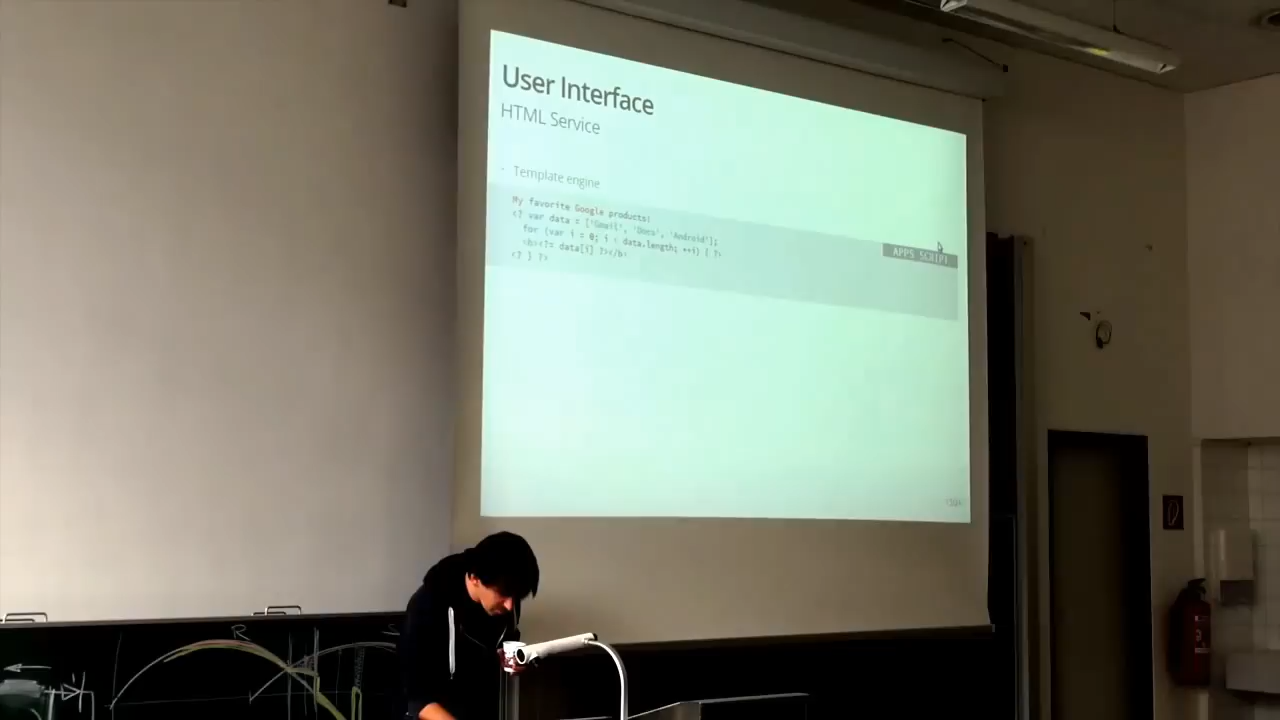 User Interface
HTML Service
- Template engine
My favorite Google products:
<? var data = ['Gmail', 'Docs', 'Android'];
for (var i = 0; i < data.length; ++i) { ?>
<b><?= data[i] ?></b>
<? } ?>
APPS SCRIPT
R